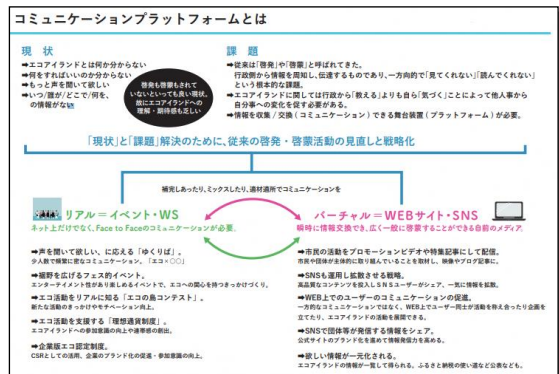 コミュニケーションプラットフォームとは
現 状
➡エコアイランドとは何か分からない
➡何をすればいいのか分からない
➡もっと声を聞いて欲しい
➡いつ/誰が/どこで/何を、
の情報がない
啓発も啓蒙もされて
いないといっても良い現状。
故にエコアイランドへの
理解・期待感も乏しい
課 題
➡従来は「啓発」や「啓蒙」と呼ばれてきた。
行政側から情報を周知し、伝達するものであり、一方向的で「見てくれない」「読んでくれない」
という根本的な課題。
➡エコアイランドに関しては行政から「教える」よりも自ら「気づく」ことによって他人事から
自分事への変化を促す必要がある。
➡情報を収集/交換(コミュニケーション)できる舞台装置(プラットフォーム)が必要。
「現状」と「課題」解決のために、従来の啓発・啓蒙活動の見直しと戦略化
補完しあったり、ミックスしたり、適材適所でコミュニケーションを
リアル=イベント・WS
ネット上だけでなく、Face to Faceのコミュニケーションが必要。
➡声を聞いて欲しい、に応える「ゆくりば」。
少人数で頻繁に密なコミュニケーション。「エコ×〇〇」
➡裾野を広げるフェス的イベント。
エンターテイメント性があり楽しめるイベントで、エコへの関心を持つきっかけづくり。
➡エコ活動をリアルに知る「エコの島コンテスト」。
新たな活動のきっかけやモチベーション向上。
➡エコ活動を支援する「理想通貨制度」。
エコアイランドへの参加意識の向上や連帯感の創出。
➡企業版エコ認定制度。
CSRとしての活用、企業のブランド化の促進・参加意識の向上。
バーチャル=WEBサイト・SNS
瞬時に情報交換でき、広く一般に啓蒙することができる自前のメディア。
➡市民の活動をプロモーションビデオや特集記事にして配信。
市民や団体が主体的に取り組んでいることを取材し、映像やブログ記事に。
➡SNSも運用し拡散させる戦略。
高品質なコンテンツを投入しSNSユーザーがシェア、一気に情報を拡散。
➡WEB上でのユーザーのコミュニケーションの促進。
一方的なコミュニケーションではなく、WEB上でユーザー同士が活動を称え合ったり企画を
立てたり、エコアイランドの活動を展開できる。
➡SNSで団体等が発信する情報をシェア。
公式サイトのブランド化を進めて情報発信力を高める。
➡欲しい情報が一元化される。
エコアイランドの情報が一覧して得られる。ふるさと納税の使い道など公表なども。